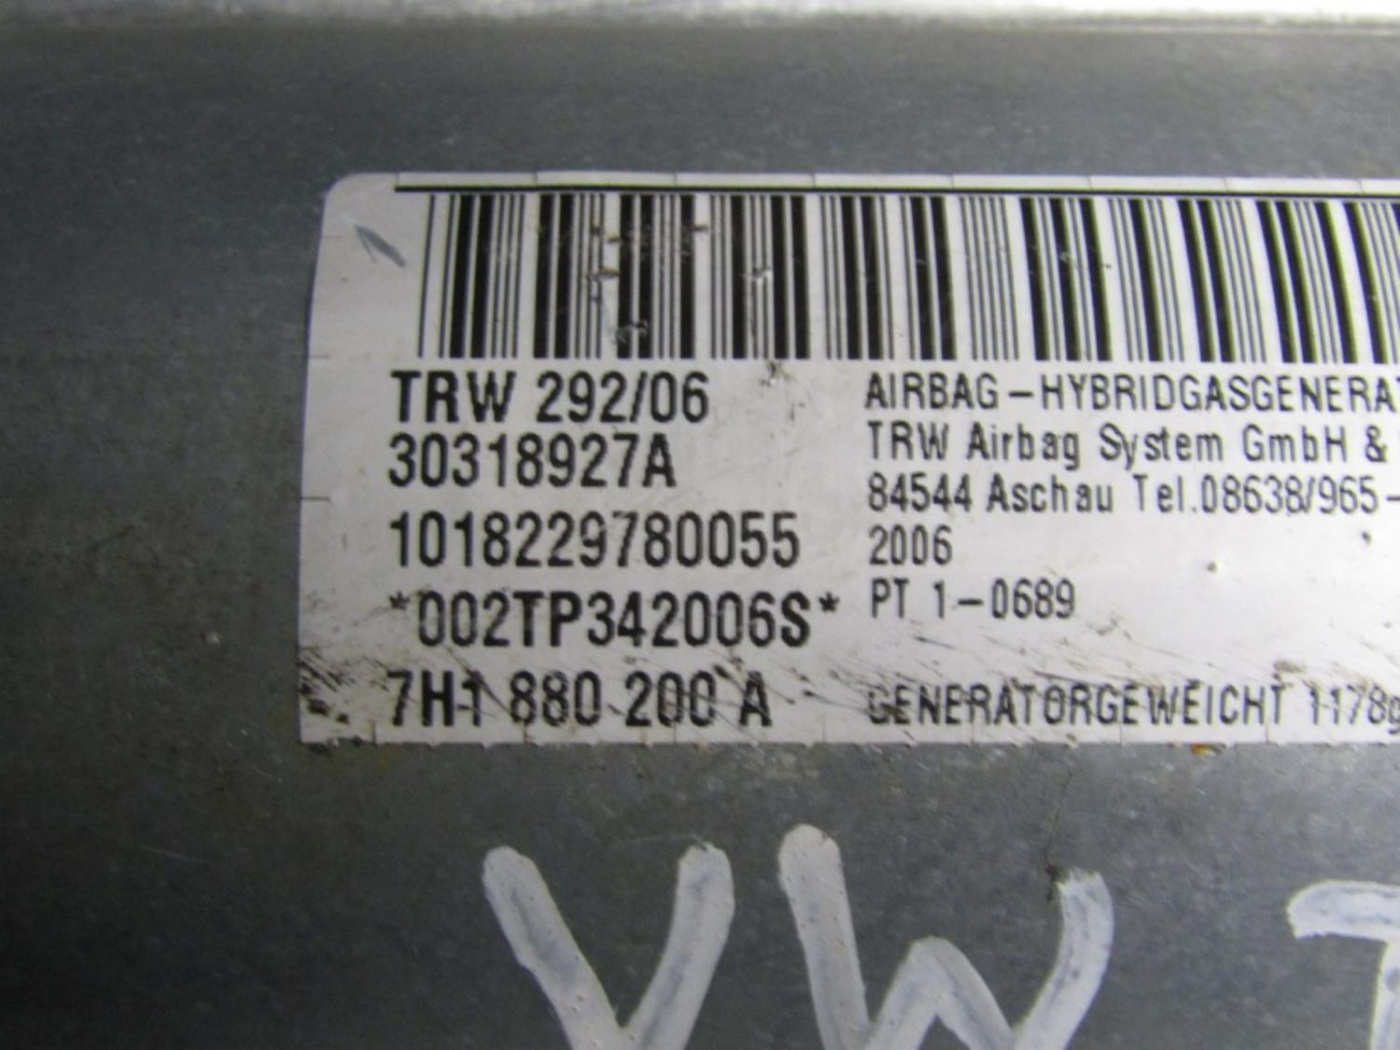 TRW 292/06
30318927A
1018229780055
*002TP342006S*
7H1 880 200 A
AIRBAG-HYBRIDGASGENERA
TRW Airbag System GmbH &
84544 Aschau Tel.08638/965-
2006
PT 1-0689
GENERATORGEWEICHT 1178g
VW T